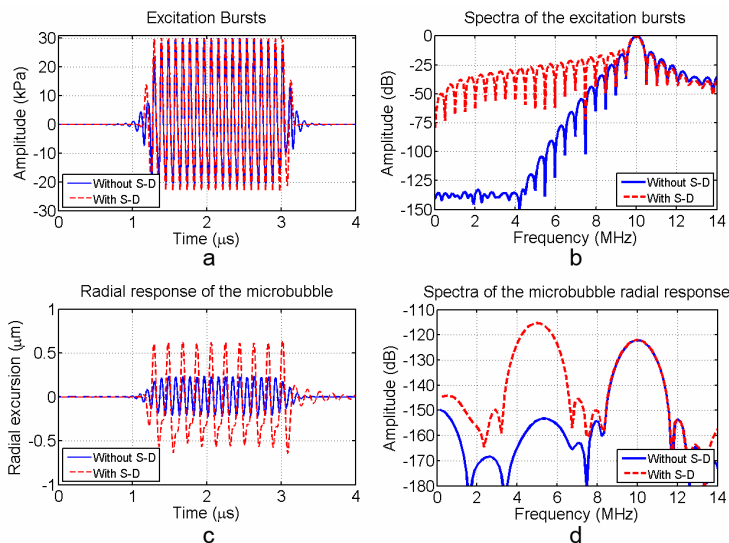 Excitation Bursts
Amplitude (kPa)
30
20
10
0
-10
-20
-30
0
1
2
3
4
Without S-D
With S-D
Time (μs)
a
Spectra of the excitation bursts
Amplitude (dB)
0
-25
-50
-75
-100
-125
-150
0
2
4
6
8
10
12
14
Without S-D
With S-D
Frequency (MHz)
b
Radial response of the microbubble
Radial excursion (μm)
1
0.5
0
-0.5
-1
0
1
2
3
4
Without S-D
With S-D
Time (μs)
c
Spectra of the microbubble radial response
Amplitude (dB)
-110
-120
-130
-140
-150
-160
-170
-180
0
2
4
6
8
10
12
14
Without S-D
With S-D
Frequency (MHz)
d